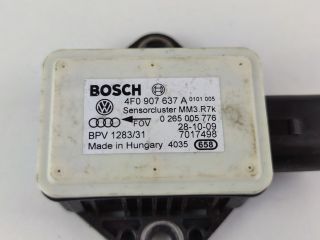 BOSCH
4F0 907 637 A 0101 005
Sensorcluster MM3.R7k
FOV 0 265 005 776
28-10-09
BPV 1283/31 7017498
Made in Hungary 4035 658